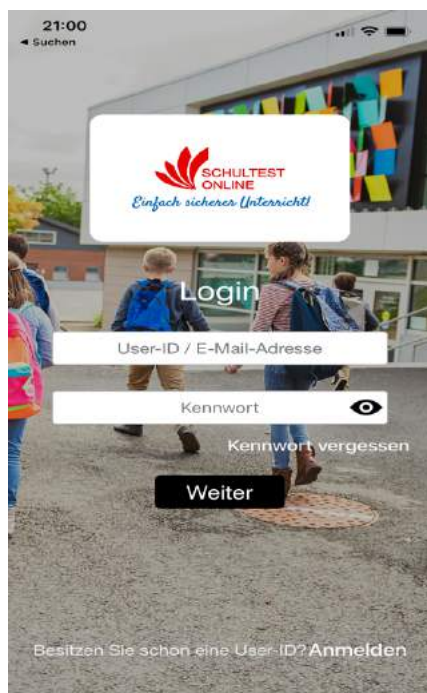 21:00
◄ Suchen
SCHULTEST
ONLINE
Einfach sicherer Unterricht!
Login
User-ID / E-Mail-Adresse
Kennwort
Kennwort vergessen
Weiter
Besitzen Sie schon eine User-ID? Anmelden